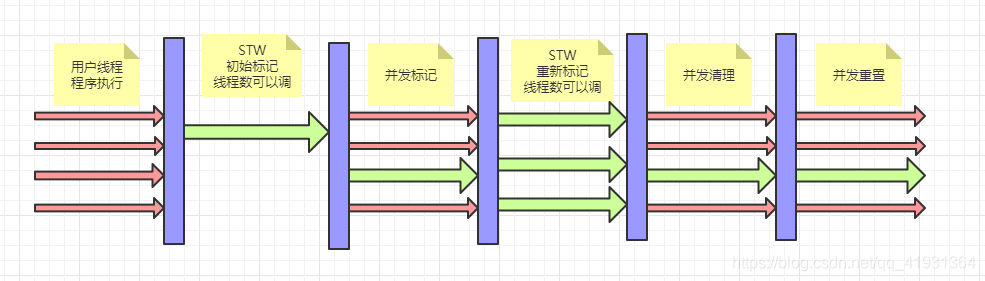 用户线程
程序执行
STW
初始标记
线程数可以调
并发标记
STW
重新标记
线程数可以调
并发清理
并发重置
https://blog.csdn.net/qq_41931364